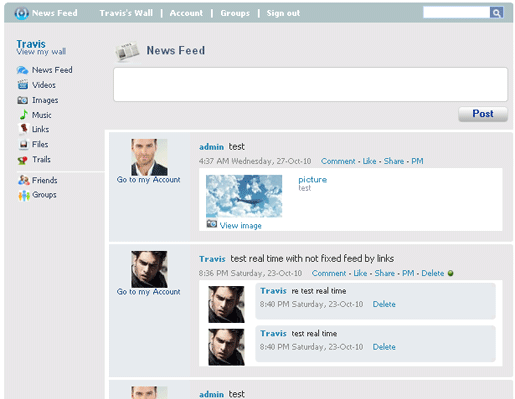 News Feed Travis's Wall | Account | Groups | Sign out
Travis
View my wall
News Feed
Videos
Images
Music
Links
Files
Trails
Friends
Groups
News Feed
Post
Go to my Account
admin test
4:37 AM Wednesday, 27-Oct-10 Comment - Like - Share - PM
picture
test
View image
Go to my Account
Travis test real time with not fixed feed by links
8:36 PM Saturday, 23-Oct-10 Comment - Like - Share - PM - Delete
Travis re test real time
8:40 PM Saturday, 23-Oct-10 Delete
Travis test real time
8:40 PM Saturday, 23-Oct-10 Delete
admin test